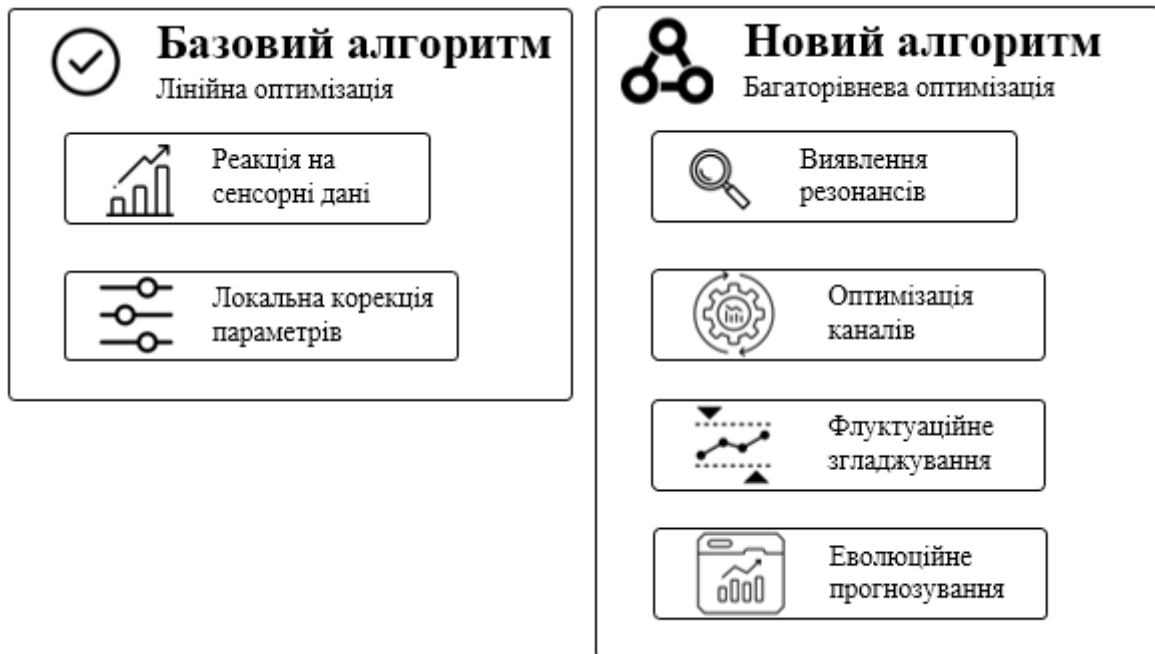 Базовий алгоритм
Лінійна оптимізація
Реакція на
сенсорні дані
Локальна корекція
параметрів
Новий алгоритм
Багаторівнева оптимізація
Виявлення
резонансів
Оптимізація
каналів
Флуктуаційне
згладжування
Еволюційне
прогнозування